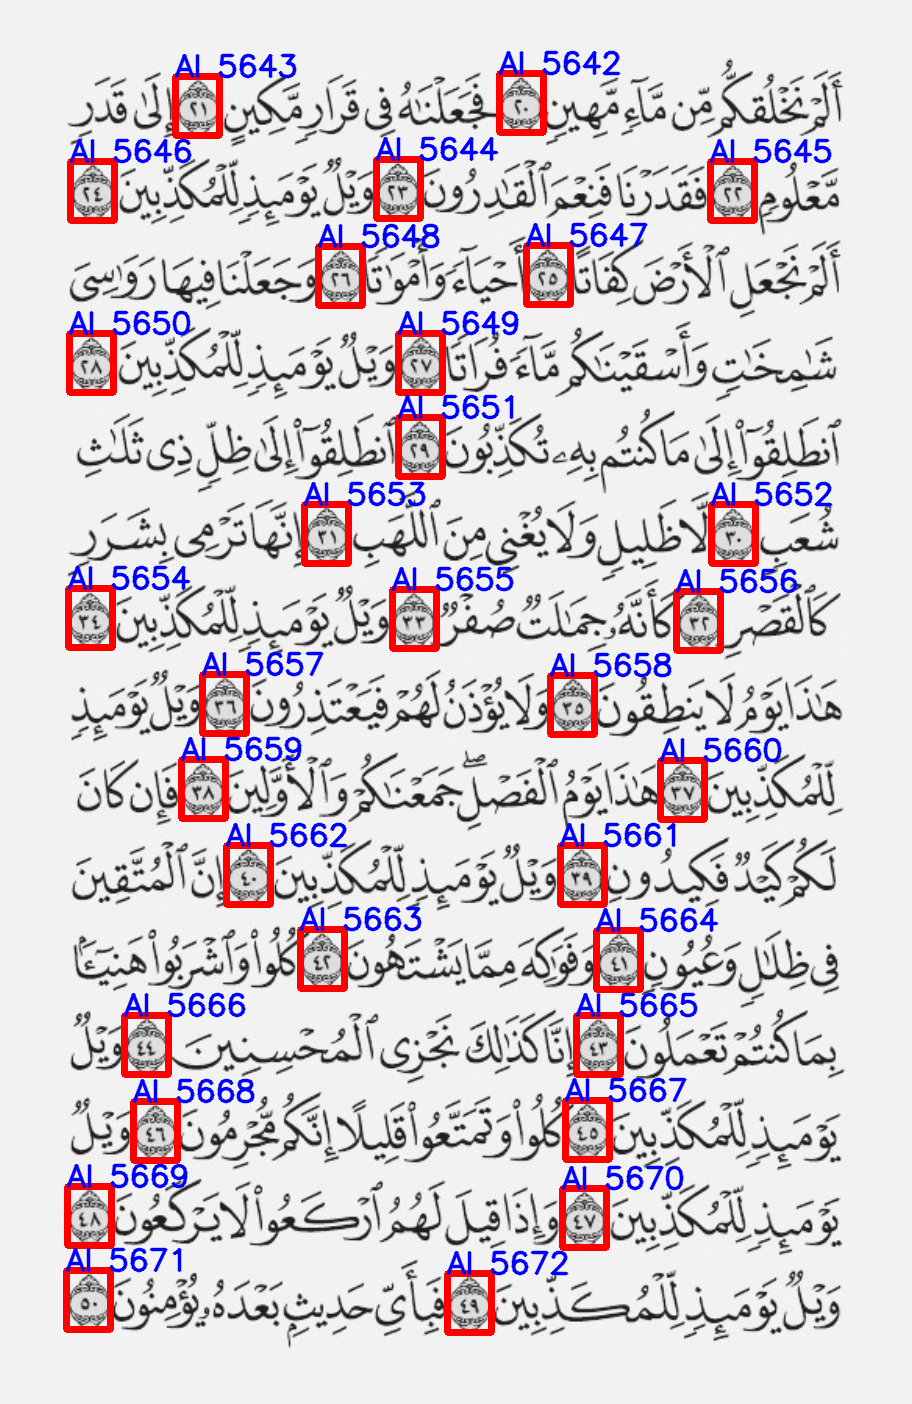 AI 5643 AI 5642
أَلَمْ نَخْلُقكُّم مِّن مَّآءٍ مَّهِينٍ ٢٠ فَجَعَلْنَٰهُ فِى قَرَارٍ مَّكِينٍ ٢١ إِلَىٰ قَدَرٍ
AI 5646 AI 5644 AI 5645
مَّعْلُومٍ ٢٢ فَقَدَرْنَا فَنِعْمَ ٱلْقَٰدِرُونَ ٢٣ وَيْلٌ يَوْمَئِذٍ لِّلْمُكَذِّبِينَ ٢٤
AI 5648 AI 5647
أَلَمْ نَجْعَلِ ٱلْأَرْضَ كِفَاتًا ٢٥ أَحْيَآءً وَأَمْوَٰتًا ٢٦ وَجَعَلْنَا فِيهَا رَوَٰسِىَ
AI 5650 AI 5649
شَٰمِخَٰتٍ وَأَسْقَيْنَٰكُم مَّآءً فُرَاتًا ٢٧ وَيْلٌ يَوْمَئِذٍ لِّلْمُكَذِّبِينَ ٢٨
AI 5651
ٱنطَلِقُوٓا۟ إِلَىٰ مَا كُنتُم بِهِۦ تُكَذِّبُونَ ٢٩ ٱنطَلِقُوٓا۟ إِلَىٰ ظِلٍّ ذِى ثَلَٰثِ
AI 5653 AI 5652
شُعَبٍ ٣٠ لَّا ظَلِيلٍ وَلَا يُغْنِى مِنَ ٱللَّهَبِ ٣١ إِنَّهَا تَرْمِى بِشَرَرٍ
AI 5654 AI 5655 AI 5656
كَٱلْقَصْرِ ٣٢ كَأَنَّهُۥ جِمَٰلَتٌ صُفْرٌ ٣٣ وَيْلٌ يَوْمَئِذٍ لِّلْمُكَذِّبِينَ ٣٤
AI 5657 AI 5658
هَٰذَا يَوْمُ لَا يَنطِقُونَ ٣٥ وَلَا يُؤْذَنُ لَهُمْ فَيَعْتَذِرُونَ ٣٦ وَيْلٌ يَوْمَئِذٍ
AI 5659 AI 5660
لِّلْمُكَذِّبِينَ ٣٧ هَٰذَا يَوْمُ ٱلْفَصْلِ ۖ جَمَعْنَٰكُمْ وَٱلْأَوَّلِينَ ٣٨ فَإِن كَانَ
AI 5662 AI 5661
لَكُمْ كَيْدٌ فَكِيدُونِ ٣٩ وَيْلٌ يَوْمَئِذٍ لِّلْمُكَذِّبِينَ ٤٠ إِنَّ ٱلْمُتَّقِينَ
AI 5663 AI 5664
فِى ظِلَٰلٍ وَعُيُونٍ ٤١ وَفَوَٰكِهَ مِمَّا يَشْتَهُونَ ٤٢ كُلُوا۟ وَٱشْرَبُوا۟ هَنِيٓـًٔۢا
AI 5666 AI 5665
بِمَا كُنتُمْ تَعْمَلُونَ ٤٣ إِنَّا كَذَٰلِكَ نَجْزِى ٱلْمُحْسِنِينَ ٤٤ وَيْلٌ
AI 5668 AI 5667
يَوْمَئِذٍ لِّلْمُكَذِّبِينَ ٤٥ كُلُوا۟ وَتَمَتَّعُوا۟ قَلِيلًا إِنَّكُم مُّجْرِمُونَ ٤٦ وَيْلٌ
AI 5669 AI 5670
يَوْمَئِذٍ لِّلْمُكَذِّبِينَ ٤٧ وَإِذَا قِيلَ لَهُمُ ٱرْكَعُوا۟ لَا يَرْكَعُونَ ٤٨
AI 5671 AI 5672
وَيْلٌ يَوْمَئِذٍ لِّلْمُكَذِّبِينَ ٤٩ فَبِأَىِّ حَدِيثٍۭ بَعْدَهُۥ يُؤْمِنُونَ ٥٠